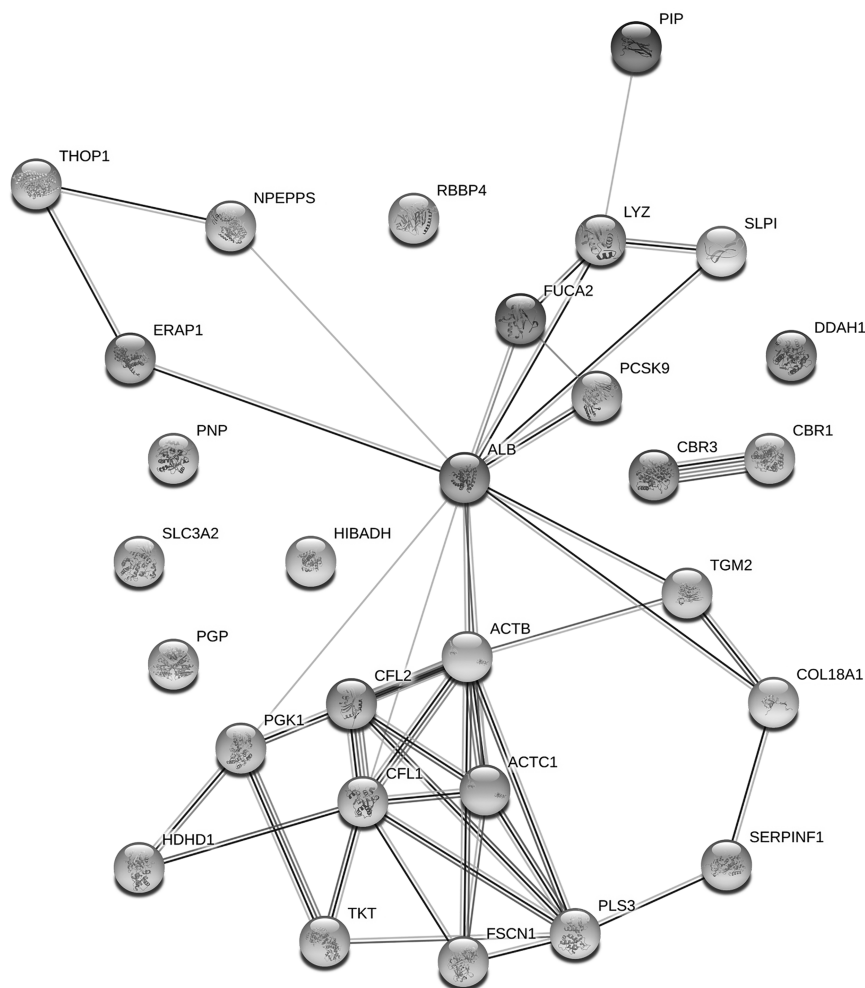 PIP
THOP1
NPEPPS
RBBP4
LYZ
SLPI
FUCA2
ERAP1
DDAH1
PCSK9
PNP
ALB
CBR3
CBR1
SLC3A2
HIBADH
TGM2
PGP
ACTB
CFL2
COL18A1
PGK1
CFL1
ACTC1
HDHD1
SERPINF1
TKT
PLS3
FSCN1